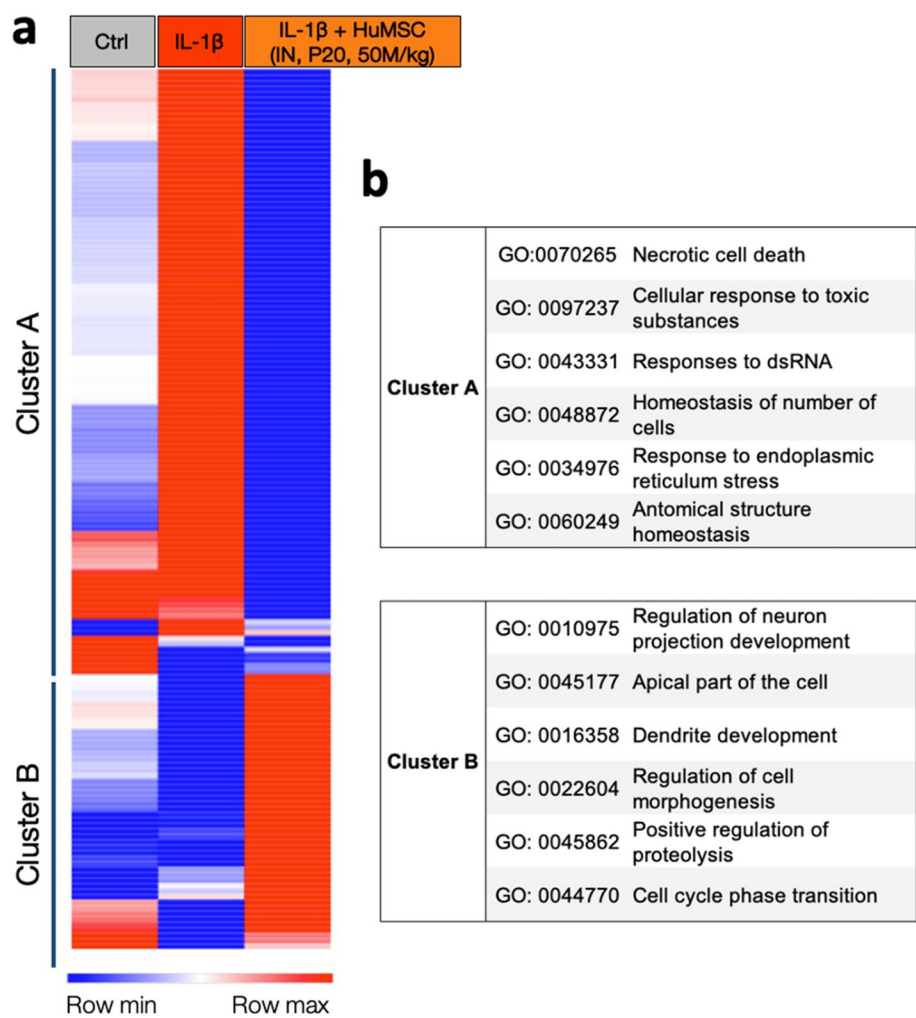 a
Ctrl
IL-1β
IL-1β + HuMSC
(IN, P20, 50M/kg)
Cluster A
Cluster B
Row min
Row max
b
Cluster A
GO:0070265 Necrotic cell death
GO: 0097237 Cellular response to toxic
substances
GO: 0043331 Responses to dsRNA
GO: 0048872 Homeostasis of number of
cells
GO: 0034976 Response to endoplasmic
reticulum stress
GO: 0060249 Antomical structure
homeostasis
Cluster B
GO: 0010975 Regulation of neuron
projection development
GO: 0045177 Apical part of the cell
GO: 0016358 Dendrite development
GO: 0022604 Regulation of cell
morphogenesis
GO: 0045862 Positive regulation of
proteolysis
GO: 0044770 Cell cycle phase transition